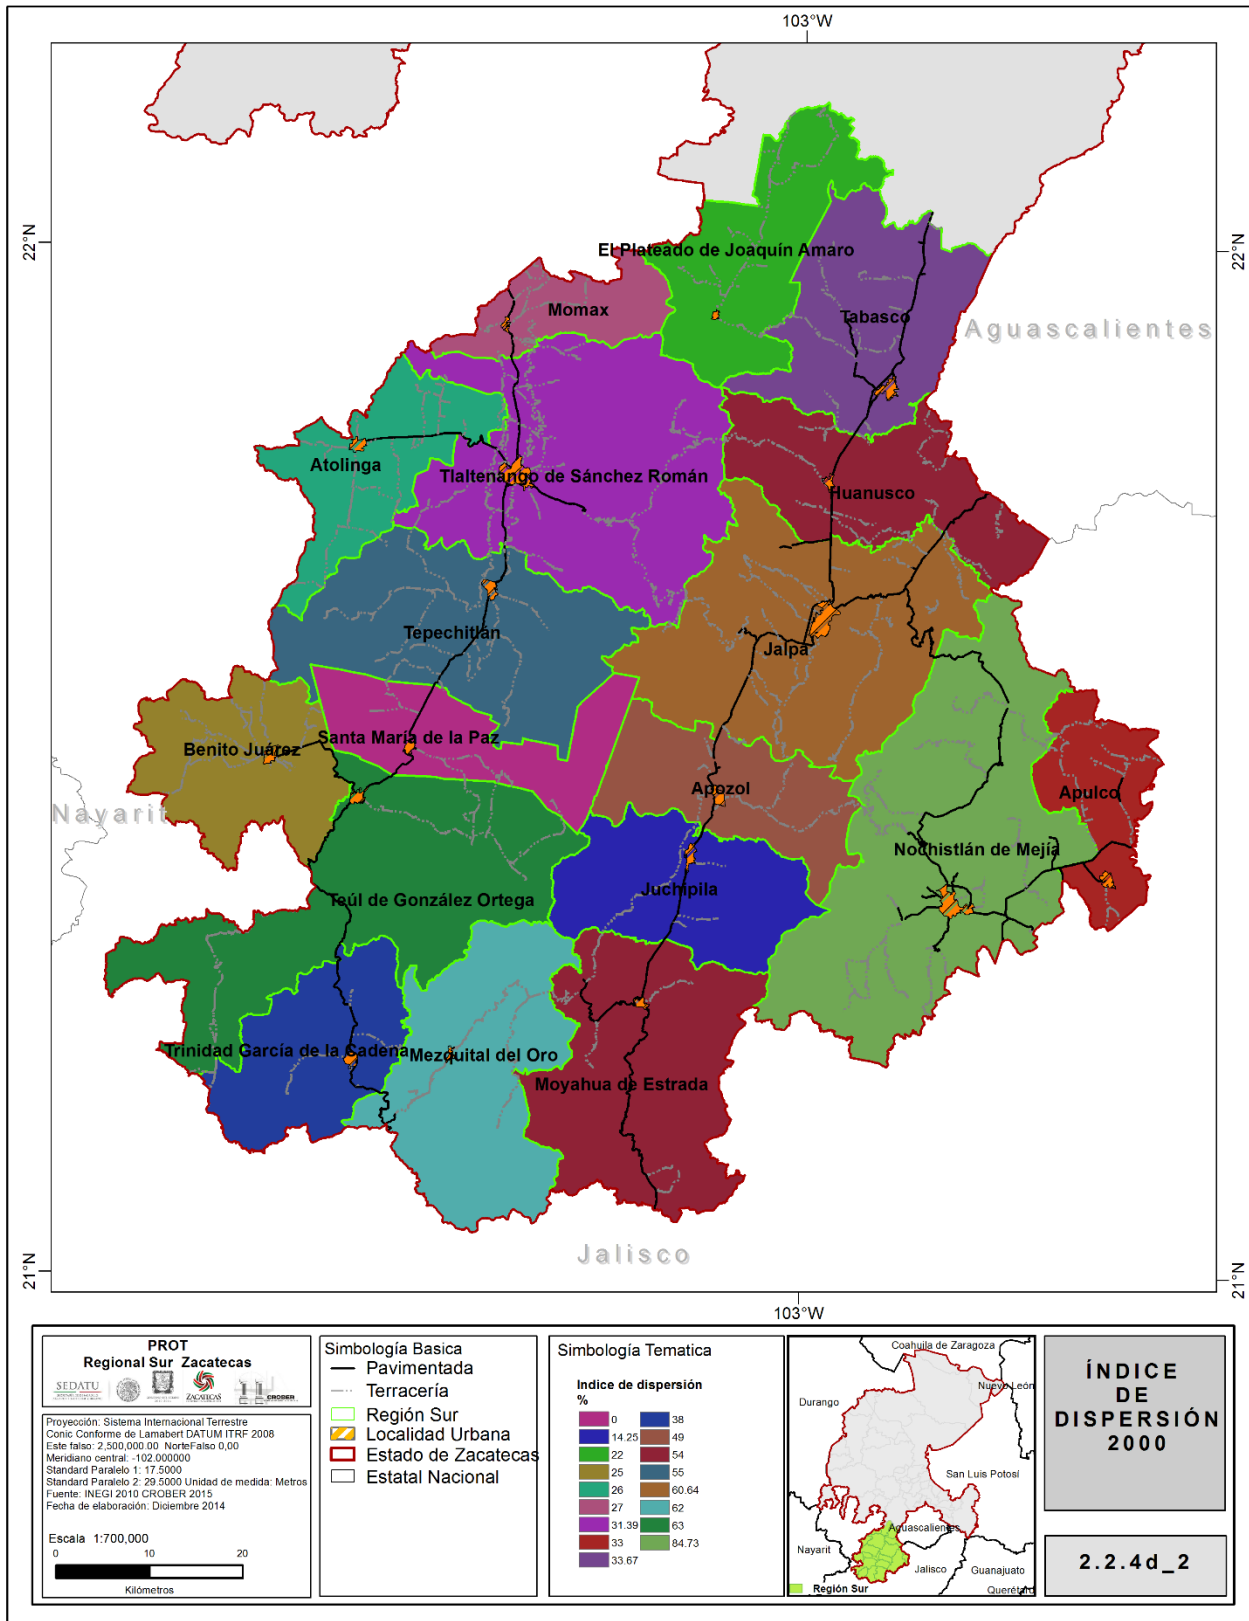 103°W
22°N
22°N
El Plateado de Joaquín Amaro
Momax
Tabasco
Aguascalientes
Atolinga
Tlaltenango de Sánchez Román
Huanusco
Tepechitlán
Jalpa
Santa María de la Paz
Benito Juárez
Apozol
Apulco
Nayarit
Nochistlán de Mejía
Juchipila
Teúl de González Ortega
Trinidad García de la Cadena
Mezquital del Oro
Moyahua de Estrada
Jalisco
21°N
21°N
103°W
PROT
Regional Sur Zacatecas
SEDATU
ZACATECAS
CROBER
Proyección: Sistema Internacional Terrestre
Conic Conforme de Lamabert DATUM ITRF 2008
Este falso: 2,500,000.00 NorteFalso 0,00
Meridiano central: -102.000000
Standard Paralelo 1: 17.5000
Standard Paralelo 2: 29.5000 Unidad de medida: Metros
Fuente: INEGI 2010 CROBER 2015
Fecha de elaboración: Diciembre 2014
Escala 1:700,000
0 10 20
Kilómetros
Simbología Basica
Pavimentada
Terracería
Región Sur
Localidad Urbana
Estado de Zacatecas
Estatal Nacional
Simbología Tematica
Indice de dispersión
%
0
14.25
22
25
26
27
31.39
33
33.67
38
49
54
55
60.64
62
63
84.73
Coahuila de Zaragoza
Nuevo León
Durango
San Luis Potosí
Aguascalientes
Nayarit
Jalisco
Guanajuato
Querétar
Región Sur
ÍNDICE
DE
DISPERSIÓN
2000
2.2.4d_2